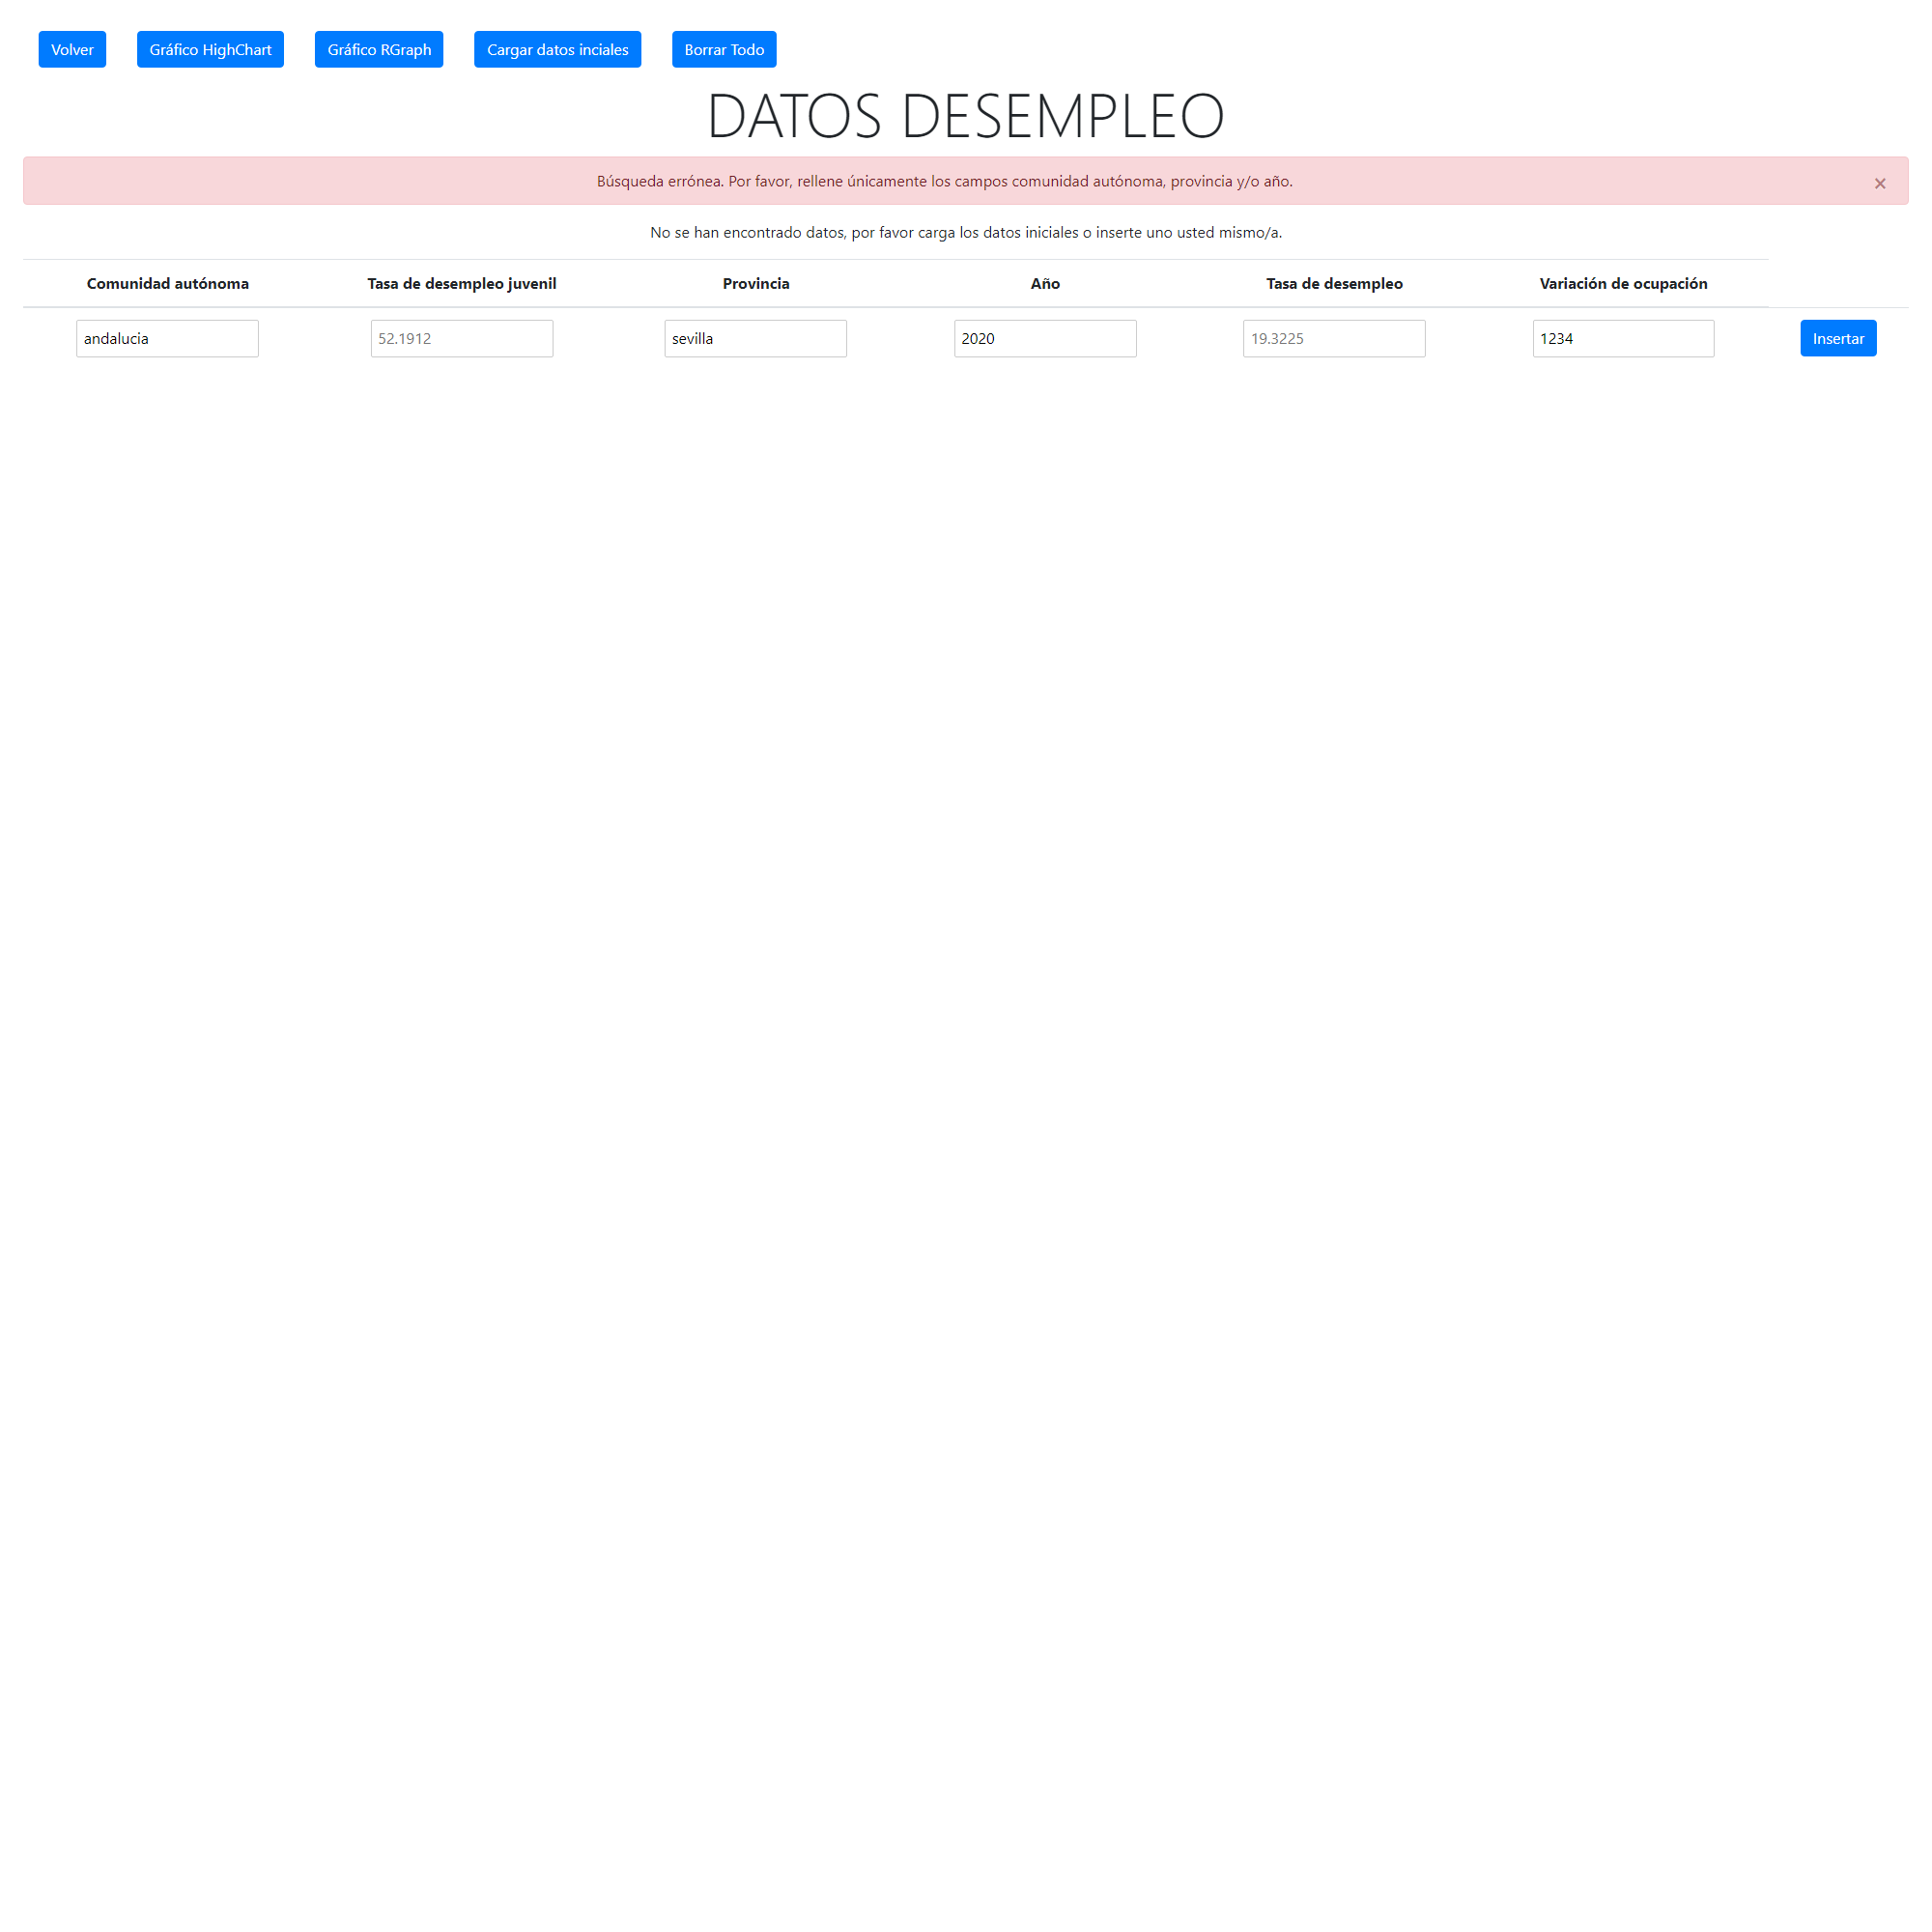 Volver Gráfico HighChart Gráfico RGraph Cargar datos inciales Borrar Todo
DATOS DESEMPLEO
Búsqueda errónea. Por favor, rellene únicamente los campos comunidad autónoma, provincia y/o año. ×
No se han encontrado datos, por favor carga los datos iniciales o inserte uno usted mismo/a.
Comunidad autónoma Tasa de desempleo juvenil Provincia Año Tasa de desempleo Variación de ocupación
andalucia 52.1912 sevilla 2020 19.3225 1234 Insertar